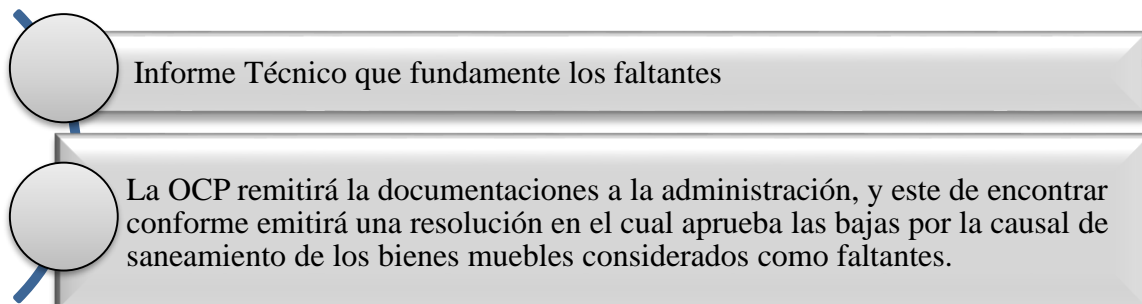 Informe Técnico que fundamente los faltantes
La OCP remitirá la documentaciones a la administración, y este de encontrar
conforme emitirá una resolución en el cual aprueba las bajas por la causal de
saneamiento de los bienes muebles considerados como faltantes.